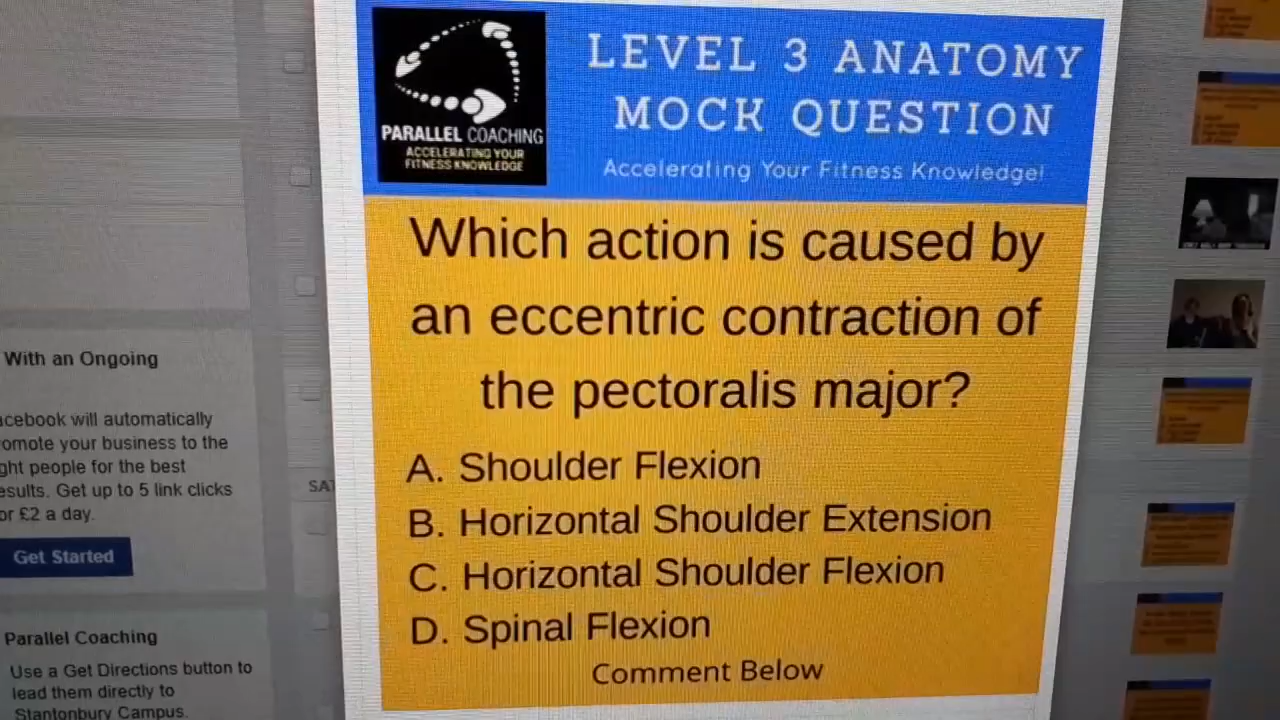 PARALLEL COACHING
ACCELERATING YOUR
FITNESS KNOWLEDGE
LEVEL 3 ANATOMY
MOCK QUESTION
Accelerating Your Fitness Knowledge!
Which action is caused by
an eccentric contraction of
the pectoralis major?
A. Shoulder Flexion
B. Horizontal Shoulder Extension
C. Horizontal Shoulder Flexion
D. Spinal Flexion
Comment Below
With an Ongoing
acebook will automatically
omote your business to the
ght people for the best
esults. Get up to 5 link clicks
or £2 a day.
Get Started
SAT
Parallel Coaching
Use a Get Directions button to
lead them directly to
Stantonbury Campus.